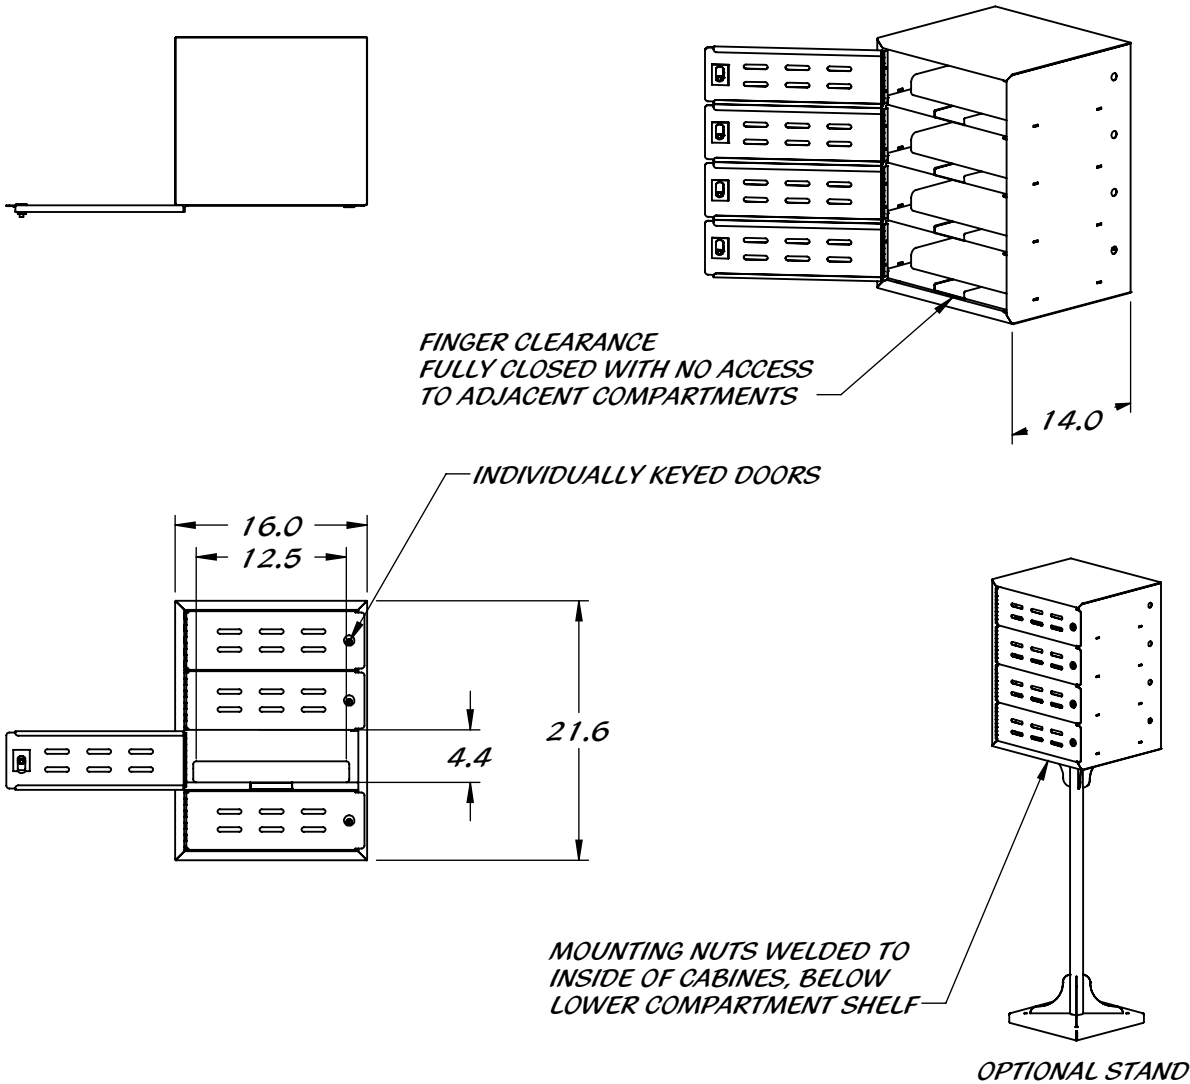 FINGER CLEARANCE
FULLY CLOSED WITH NO ACCESS
TO ADJACENT COMPARTMENTS
14.0
INDIVIDUALLY KEYED DOORS
16.0
12.5
21.6
4.4
MOUNTING NUTS WELDED TO
INSIDE OF CABINES, BELOW
LOWER COMPARTMENT SHELF
OPTIONAL STAND